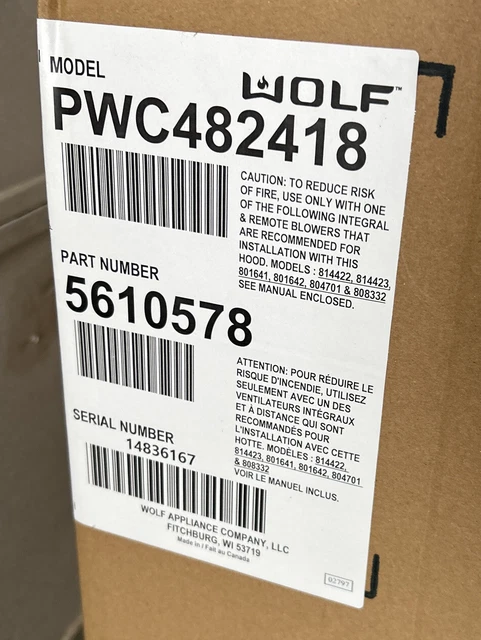 MODEL
WOLF™
PWC482418
CAUTION: TO REDUCE RISK
OF FIRE, USE ONLY WITH ONE
OF THE FOLLOWING INTEGRAL
& REMOTE BLOWERS THAT
ARE RECOMMENDED FOR
INSTALLATION WITH THIS
HOOD. MODELS : 814422, 814423,
801641, 801642, 804701 & 808332
SEE MANUAL ENCLOSED.
PART NUMBER
5610578
ATTENTION: POUR RÉDUIRE LE
RISQUE D'INCENDIE, UTILISEZ
SEULEMENT AVEC UN DES
VENTILATEURS INTÉGRAUX
ET À DISTANCE QUI SONT
RECOMMANDÉS POUR
L'INSTALLATION AVEC CETTE
HOTTE. MODÈLES : 814422,
814423, 801641, 801642, 804701
& 808332
VOIR LE MANUEL INCLUS.
SERIAL NUMBER
14836167
WOLF APPLIANCE COMPANY, LLC
FITCHBURG, WI 53719
Made in / Fait au Canada
02797